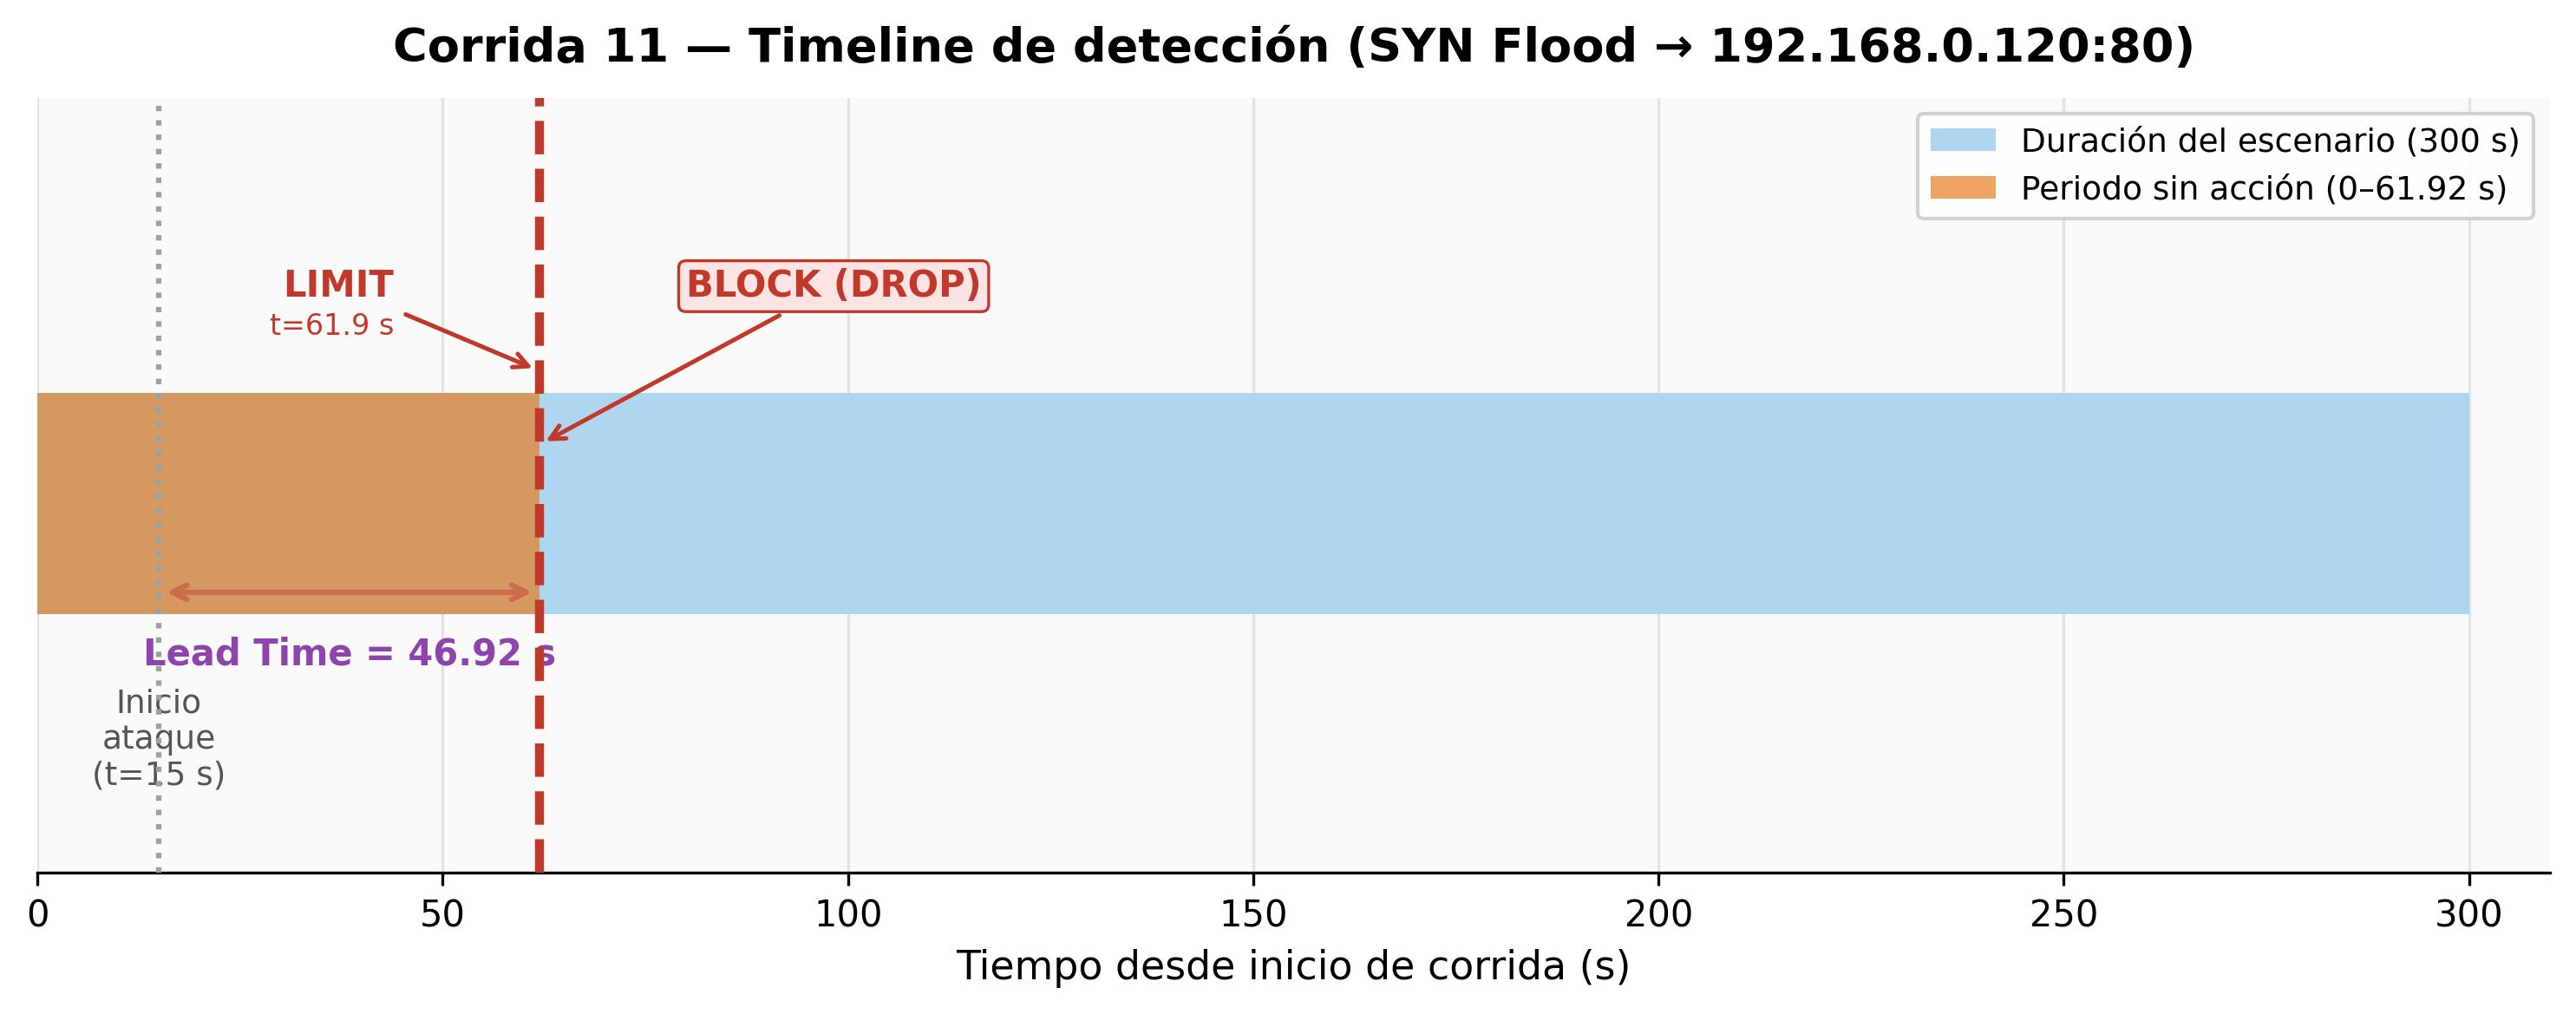 Corrida 11 — Timeline de detección (SYN Flood → 192.168.0.120:80)
Duración del escenario (300 s)
Periodo sin acción (0–61.92 s)
LIMIT
t=61.9 s
BLOCK (DROP)
Lead Time = 46.92 s
Inicio
ataque
(t=15 s)
0 50 100 150 200 250 300
Tiempo desde inicio de corrida (s)